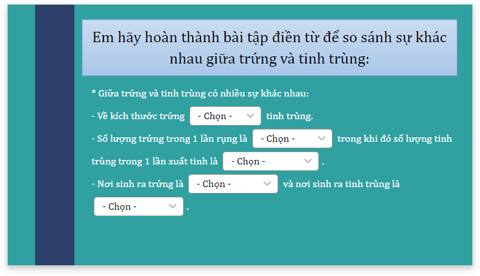 Em hãy hoàn thành bài tập điền từ để so sánh sự khác
nhau giữa trứng và tinh trùng:
* Giữa trứng và tinh trùng có nhiều sự khác nhau:
- Về kích thước trứng - Chọn - tinh trùng.
- Số lượng trứng trong 1 lần rụng là - Chọn - trong khi đó số lượng tinh
trùng trong 1 lần xuất tinh là - Chọn - .
- Nơi sinh ra trứng là - Chọn - và nơi sinh ra tinh trùng là
- Chọn - .